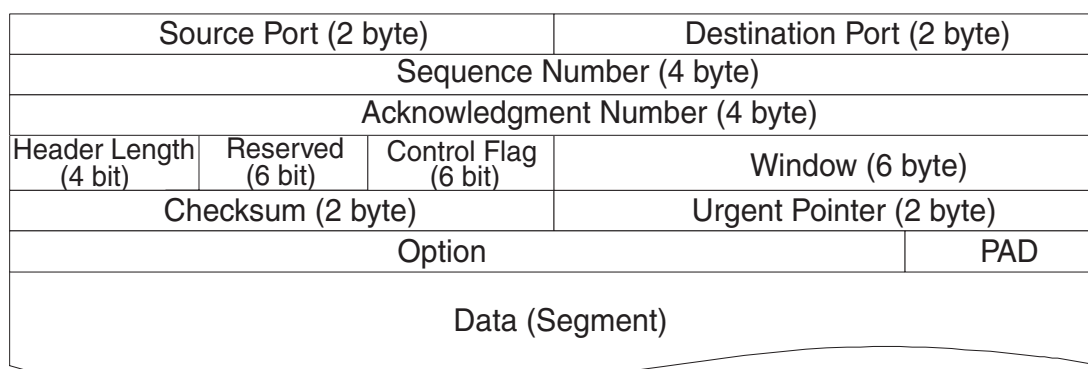 Source Port (2 byte) Destination Port (2 byte)
Sequence Number (4 byte)
Acknowledgment Number (4 byte)
Header Length (4 bit) Reserved (6 bit) Control Flag (6 bit) Window (6 byte)
Checksum (2 byte) Urgent Pointer (2 byte)
Option PAD
Data (Segment)